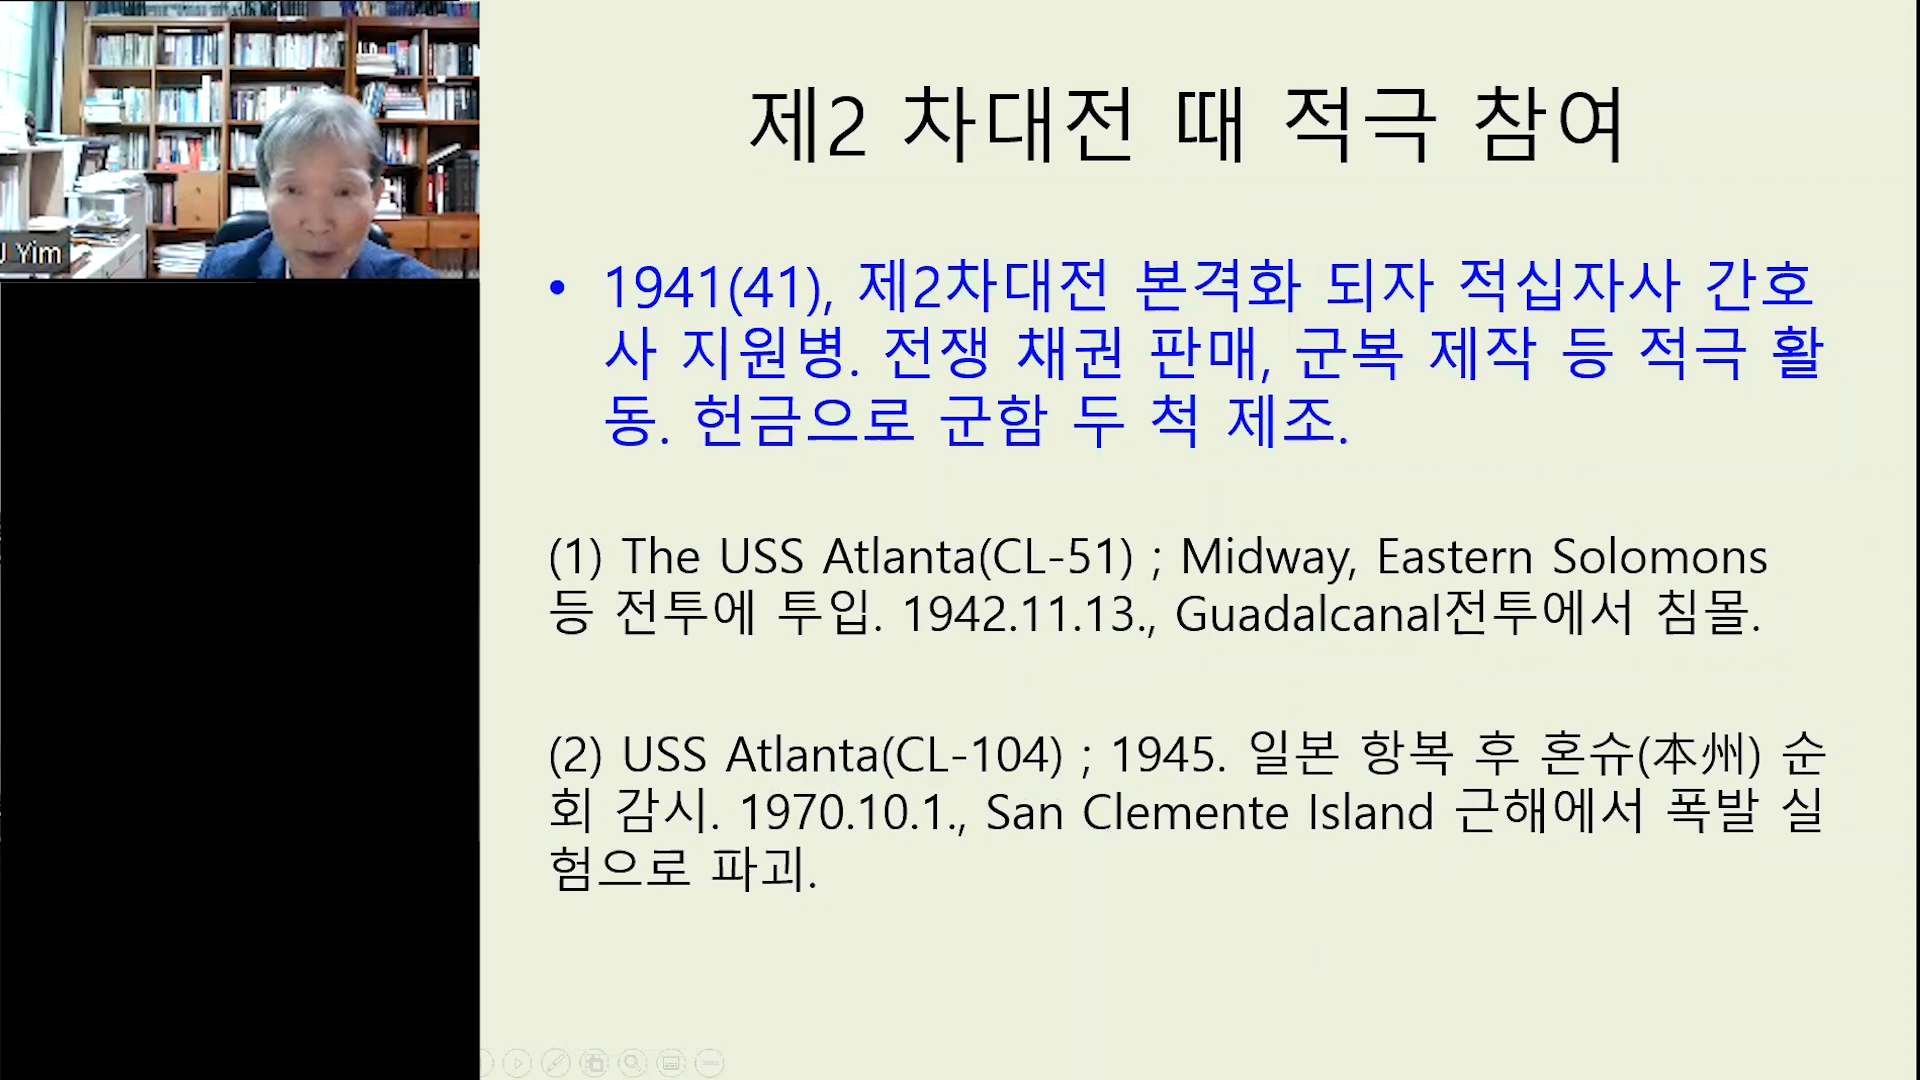 제2 차대전 때 적극 참여
J Yim
• 1941(41), 제2차대전 본격화 되자 적십자사 간호
사 지원병. 전쟁 채권 판매, 군복 제작 등 적극 활
동. 헌금으로 군함 두 척 제조.
(1) The USS Atlanta(CL-51) ; Midway, Eastern Solomons
등 전투에 투입. 1942.11.13., Guadalcanal전투에서 침몰.
(2) USS Atlanta(CL-104) ; 1945. 일본 항복 후 혼슈(本州) 순
회 감시. 1970.10.1., San Clemente Island 근해에서 폭발 실
험으로 파괴.